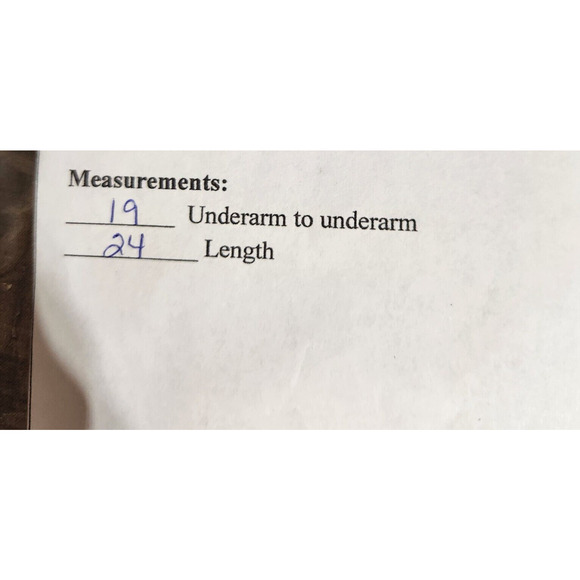 Measurements:
19 Underarm to underarm
24 Length